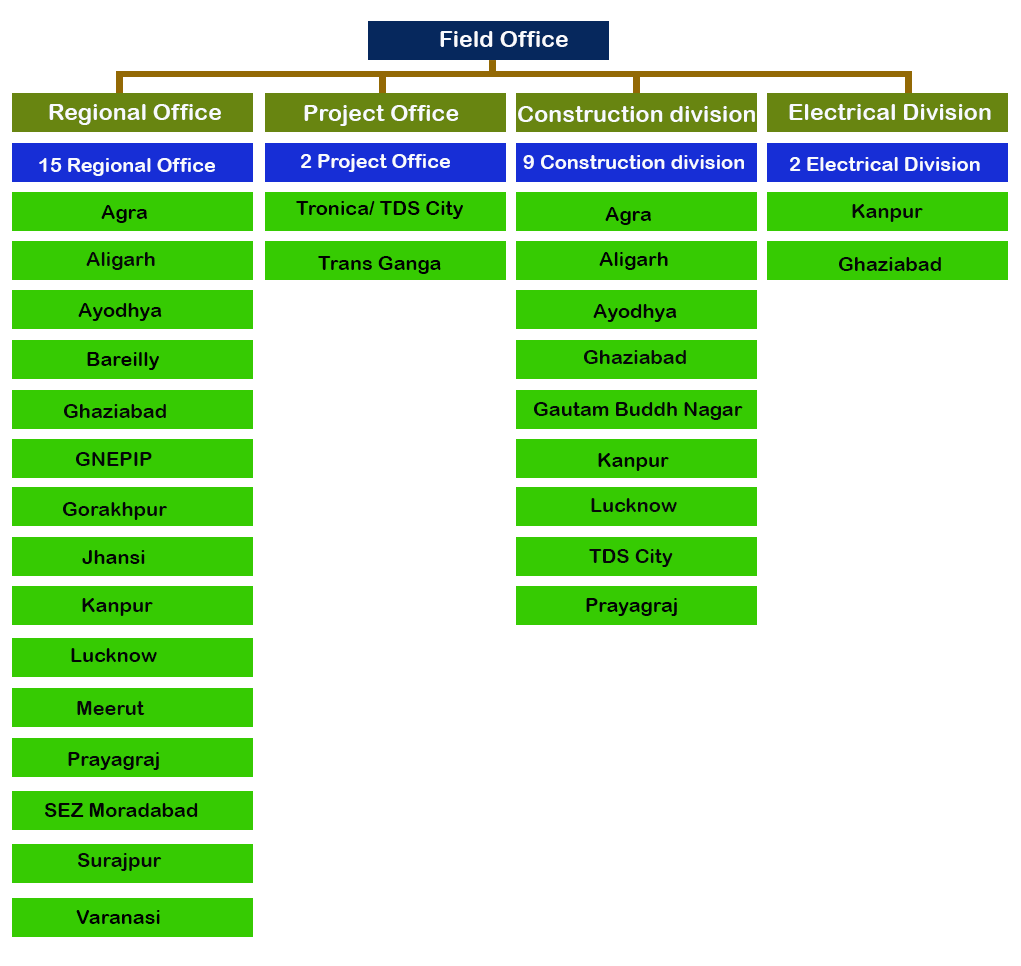 Field Office
Regional Office
15 Regional Office
Agra
Aligarh
Ayodhya
Bareilly
Ghaziabad
GNEPIP
Gorakhpur
Jhansi
Kanpur
Lucknow
Meerut
Prayagraj
SEZ Moradabad
Surajpur
Varanasi
Project Office
2 Project Office
Tronica/ TDS City
Trans Ganga
Construction division
9 Construction division
Agra
Aligarh
Ayodhya
Ghaziabad
Gautam Buddh Nagar
Kanpur
Lucknow
TDS City
Prayagraj
Electrical Division
2 Electrical Division
Kanpur
Ghaziabad